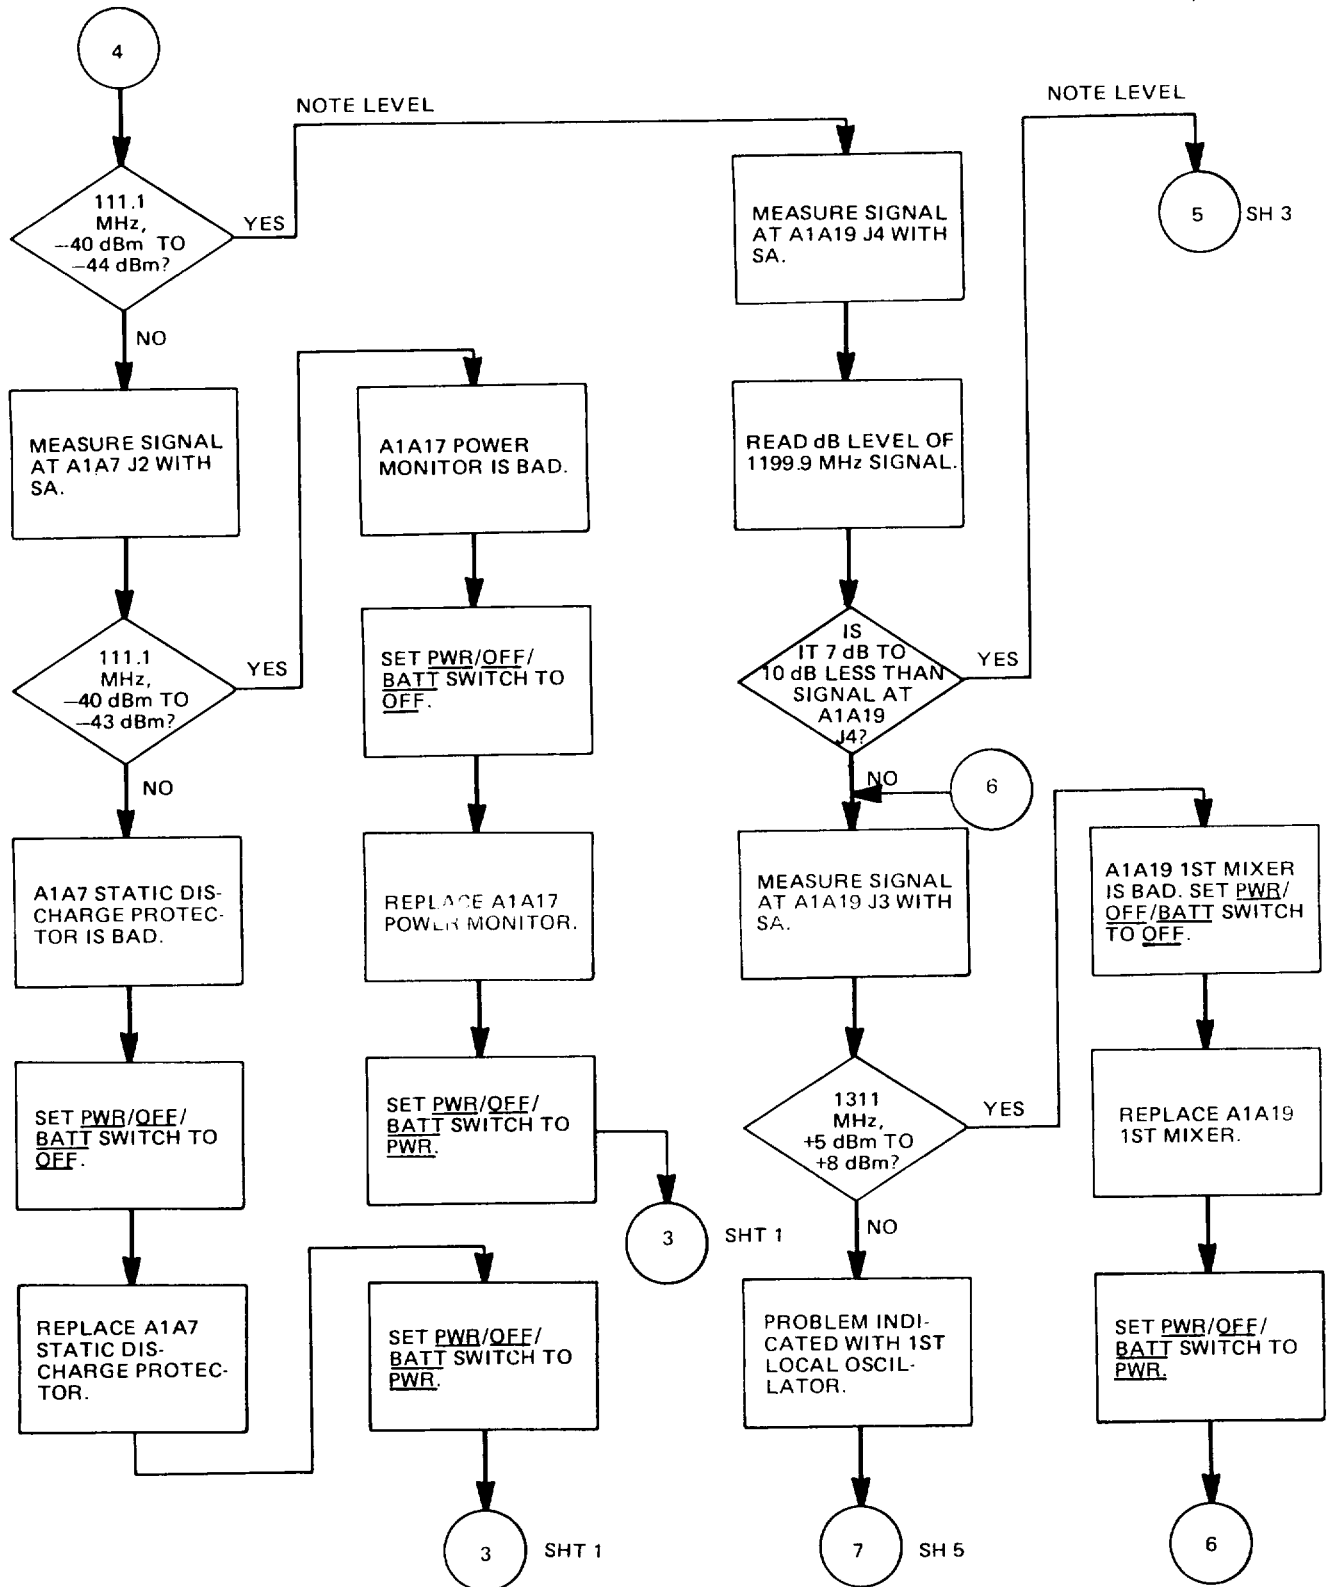 4
NOTE LEVEL
111.1
MHz,
–40 dBm TO
–44 dBm?
YES
NO
MEASURE SIGNAL
AT A1A7 J2 WITH
SA.
111.1
MHz,
–40 dBm TO
–43 dBm?
YES
NO
A1A7 STATIC DIS-
CHARGE PROTEC-
TOR IS BAD.
SET PWR/OFF/
BATT SWITCH TO
OFF.
REPLACE A1A7
STATIC DIS-
CHARGE PROTEC-
TOR.
A1A17 POWER
MONITOR IS BAD.
SET PWR/OFF/
BATT SWITCH TO
OFF.
REPLACE A1A17
POWER MONITOR.
SET PWR/OFF/
BATT SWITCH TO
PWR.
3
SHT 1
SET PWR/OFF/
BATT SWITCH TO
PWR.
3
SHT 1
MEASURE SIGNAL
AT A1A19 J4 WITH
SA.
READ dB LEVEL OF
1199.9 MHz SIGNAL.
IS
IT 7 dB TO
10 dB LESS THAN
SIGNAL AT
A1A19
J4?
YES
NOTE LEVEL
5
SH 3
NO
6
MEASURE SIGNAL
AT A1A19 J3 WITH
SA.
1311
MHz,
+5 dBm TO
+8 dBm?
YES
NO
PROBLEM INDI-
CATED WITH 1ST
LOCAL OSCIL-
LATOR.
7
SH 5
A1A19 1ST MIXER
IS BAD. SET PWR/
OFF/BATT SWITCH
TO OFF.
REPLACE A1A19
1ST MIXER.
SET PWR/OFF/
BATT SWITCH TO
PWR.
6